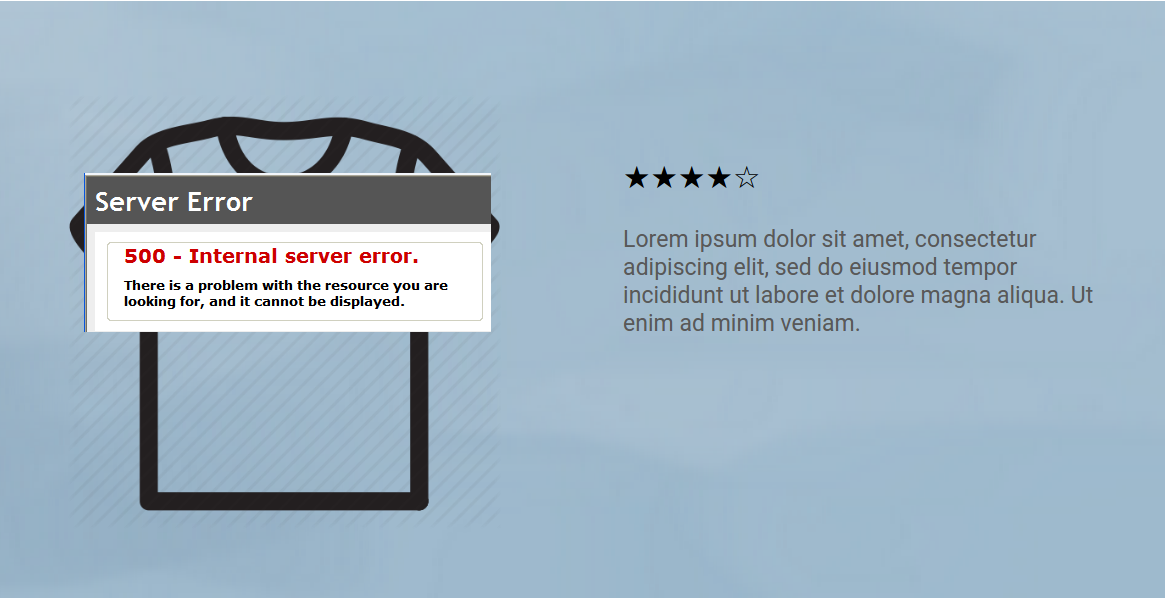 Server Error
500 - Internal server error.
There is a problem with the resource you are
looking for, and it cannot be displayed.
★★★★☆
Lorem ipsum dolor sit amet, consectetur
adipiscing elit, sed do eiusmod tempor
incididunt ut labore et dolore magna aliqua. Ut
enim ad minim veniam.